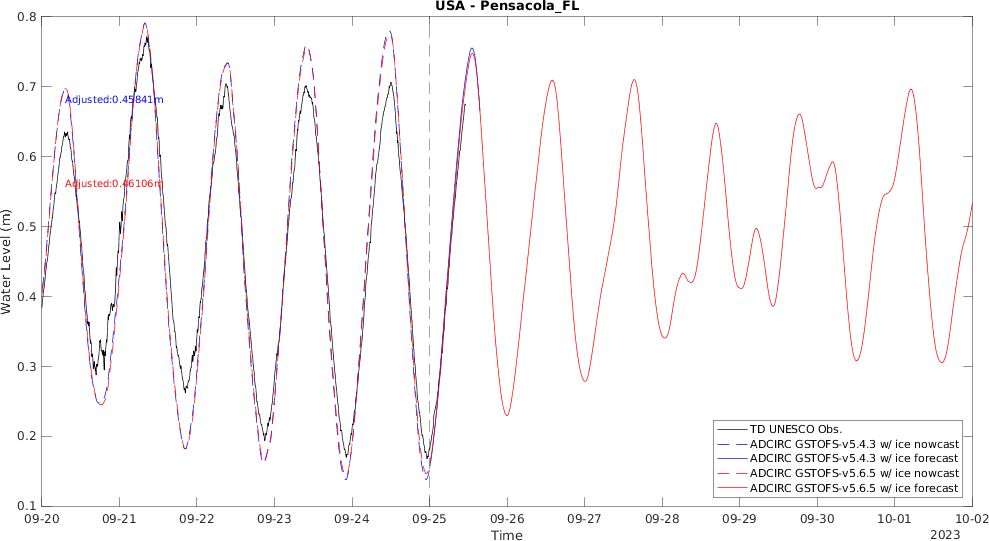 USA - Pensacola_FL
0.8
0.7
0.6
0.5
0.4
0.3
0.2
0.1
Water Level (m)
Adjusted:0.45841m
Adjusted:0.46106m
TD UNESCO Obs.
ADCIRC GSTOFS-v5.4.3 w/ ice nowcast
ADCIRC GSTOFS-v5.4.3 w/ ice forecast
ADCIRC GSTOFS-v5.6.5 w/ ice nowcast
ADCIRC GSTOFS-v5.6.5 w/ ice forecast
09-20 09-21 09-22 09-23 09-24 09-25 09-26 09-27 09-28 09-29 09-30 10-01 10-02
Time
2023